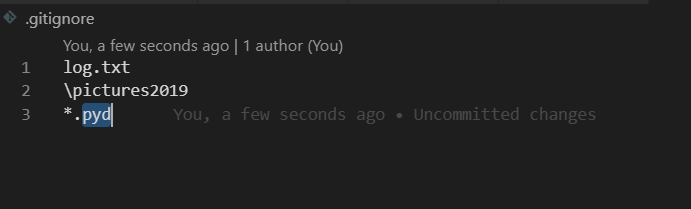 .gitignore
You, a few seconds ago | 1 author (You)
1 log.txt
2 \pictures2019
3 *.pyd You, a few seconds ago • Uncommitted changes